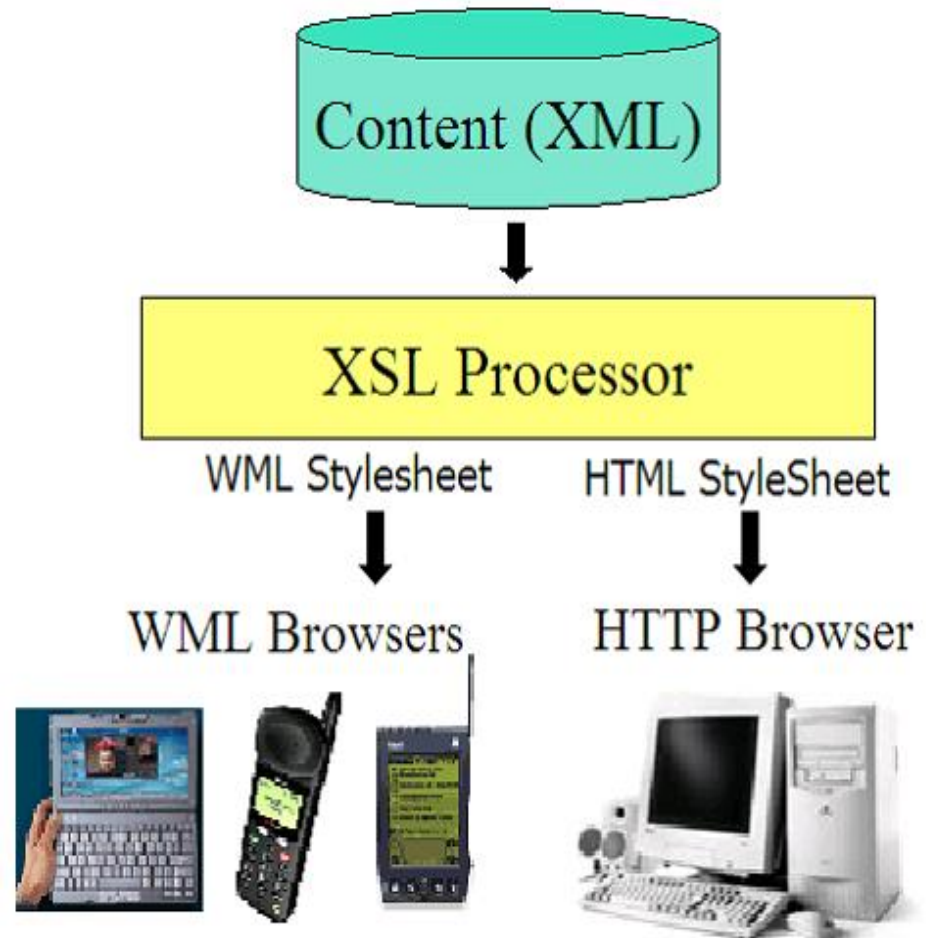 Content (XML)
XSL Processor
WML Stylesheet
HTML StyleSheet
WML Browsers
HTTP Browser